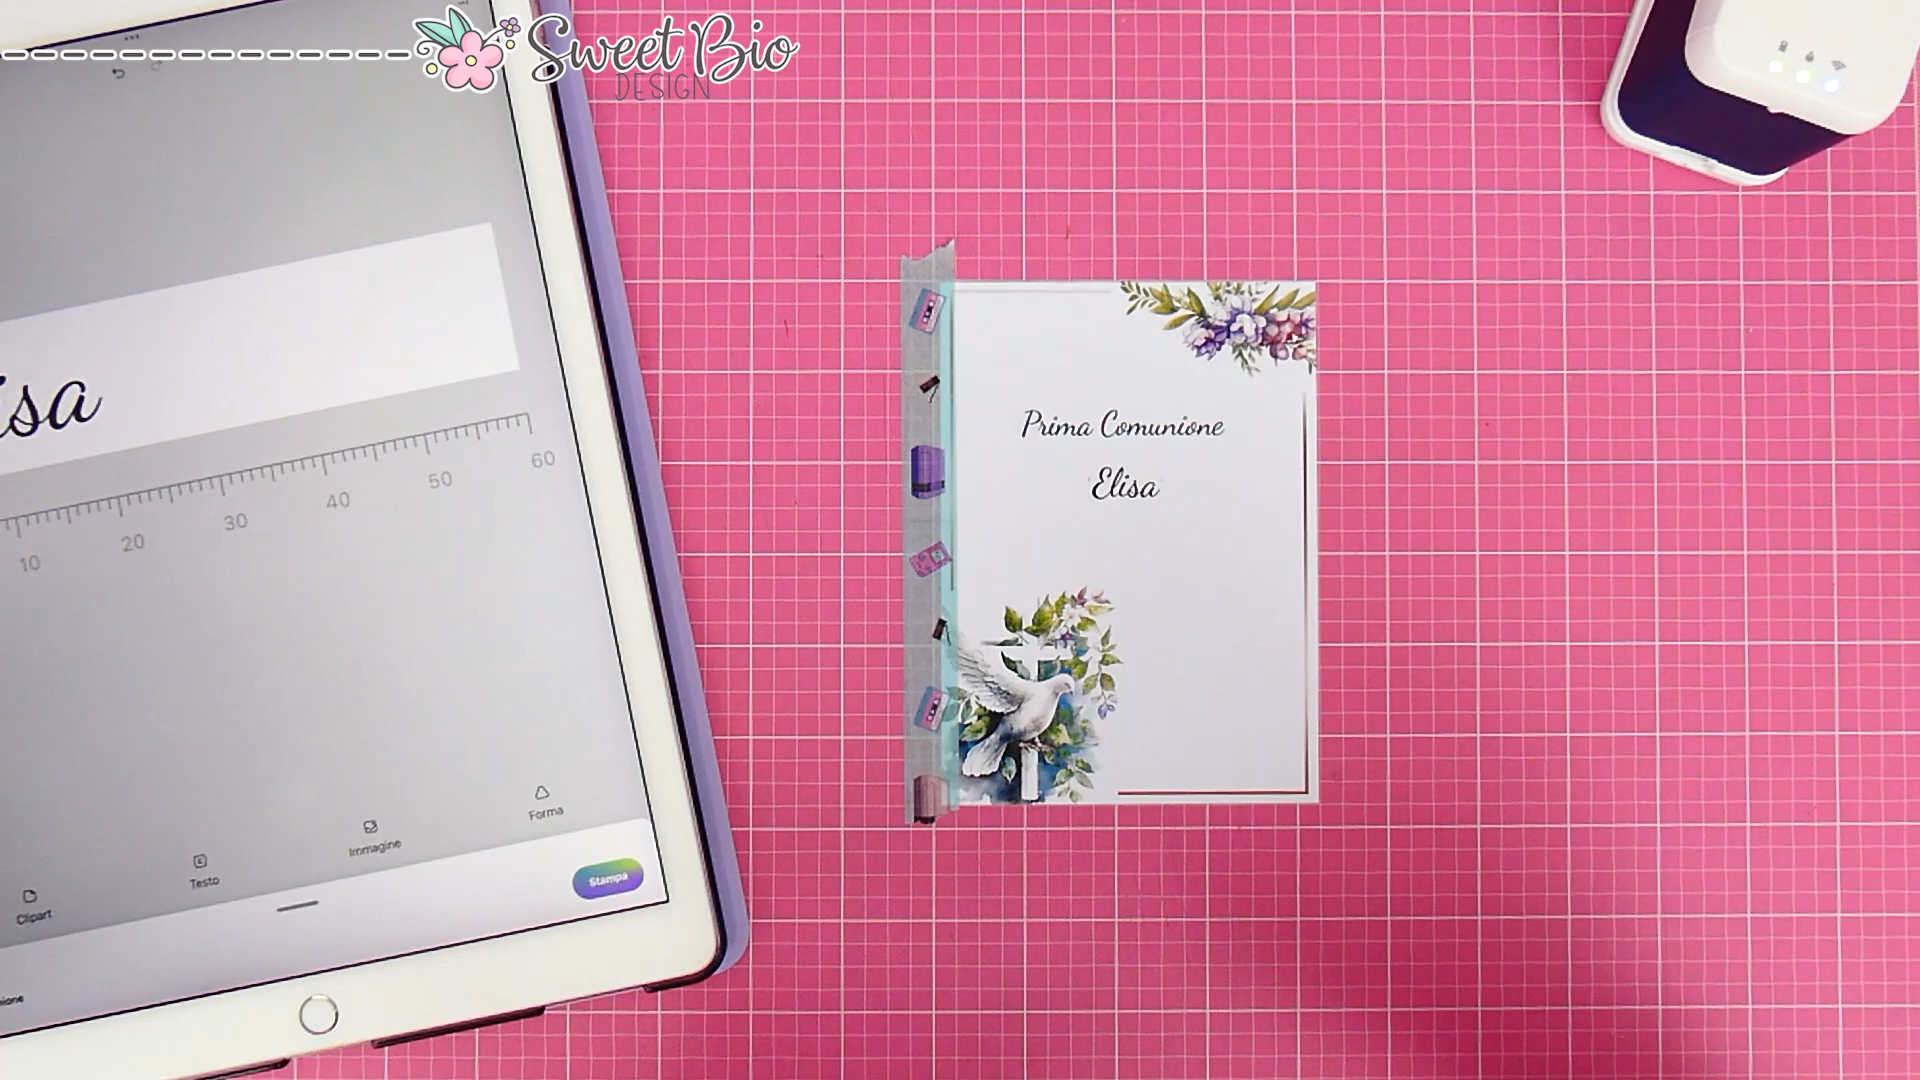 Sweet Bio
DESIGN
isa
10
20
30
40
50
60
Clipart
Testo
Immagine
Forma
Stampa
Prima Comunione
Elisa